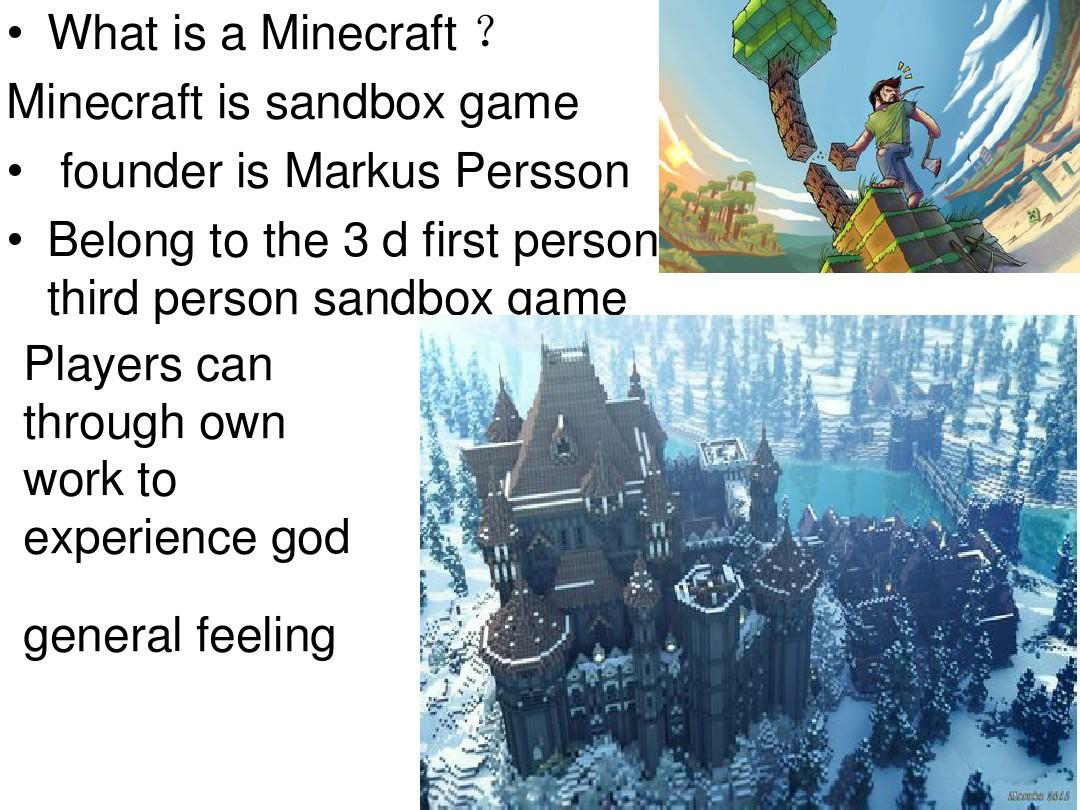 • What is a Minecraft ？
Minecraft is sandbox game
• founder is Markus Persson
• Belong to the 3 d first person
third person sandbox game
Players can
through own
work to
experience god
general feeling